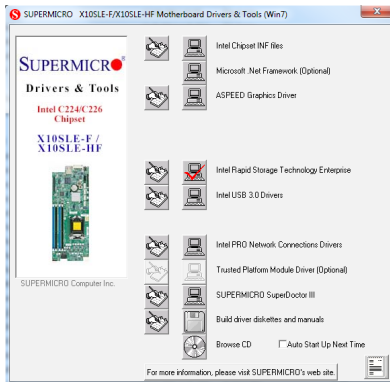 SUPERMICRO X10SLE-F/X10SLE-HF Motherboard Drivers & Tools (Win7)
SUPERMICRO
Drivers & Tools
Intel C224/C226
Chipset
X10SLE-F /
X10SLE-HF
SUPERMICRO Computer Inc.
Intel Chipset INF files
Microsoft .Net Framework (Optional)
ASPEED Graphics Driver
Intel Rapid Storage Technology Enterprise
Intel USB 3.0 Drivers
Intel PRO Network Connections Drivers
Trusted Platform Module Driver (Optional)
SUPERMICRO SuperDoctor III
Build driver diskettes and manuals
Browse CD
Auto Start Up Next Time
For more information, please visit SUPERMICRO's web site.